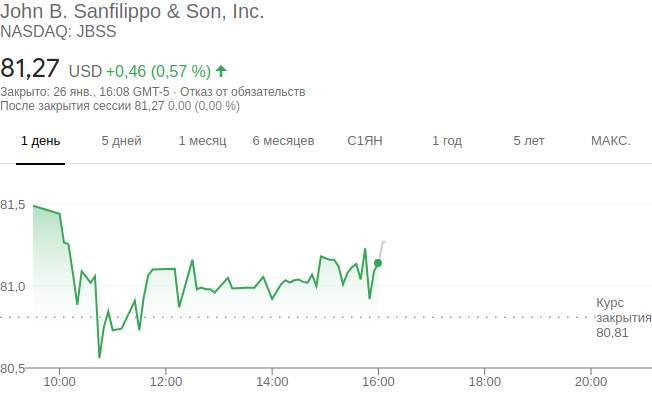 John B. Sanfilippo & Son, Inc.
NASDAQ: JBSS
81,27 USD +0,46 (0,57 %)
Закрыто: 26 янв., 16:08 GMT-5 · Отказ от обязательств
После закрытия сессии 81,27 0,00 (0,00 %)
1 день 5 дней 1 месяц 6 месяцев С1ЯН 1 год 5 лет МАКС.
81,5
81,0
Курс
закрытия
80,81
80,5
10:00 12:00 14:00 16:00 18:00 20:00